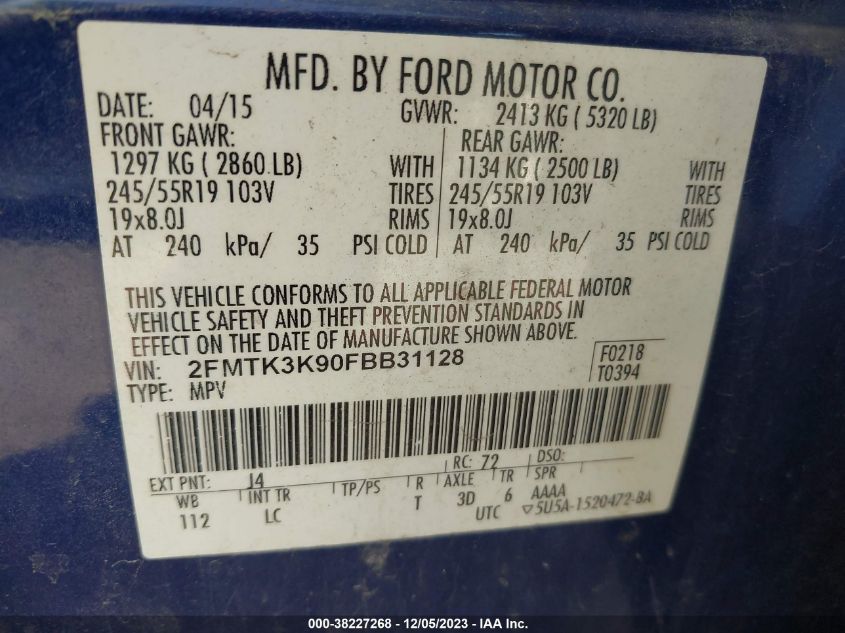 MFD. BY FORD MOTOR CO.
DATE: 04/15 GVWR: 2413 KG ( 5320 LB)
FRONT GAWR: REAR GAWR:
1297 KG ( 2860 LB) WITH 1134 KG ( 2500 LB) WITH
245/55R19 103V TIRES 245/55R19 103V TIRES
19x8.0J RIMS 19x8.0J RIMS
AT 240 kPa/ 35 PSI COLD AT 240 kPa/ 35 PSI COLD
THIS VEHICLE CONFORMS TO ALL APPLICABLE FEDERAL MOTOR
VEHICLE SAFETY AND THEFT PREVENTION STANDARDS IN
EFFECT ON THE DATE OF MANUFACTURE SHOWN ABOVE.
VIN: 2FMTK3K90FBB31128 F0218
TYPE: MPV T0394
EXT PNT: J4 RC: 72 DSO:
WB INT TR TP/PS R AXLE TR SPR
112 LC T 3D 6 AAAA
UTC ▽5U5A-1520472-BA
000-38227268 - 12/05/2023 - IAA Inc.